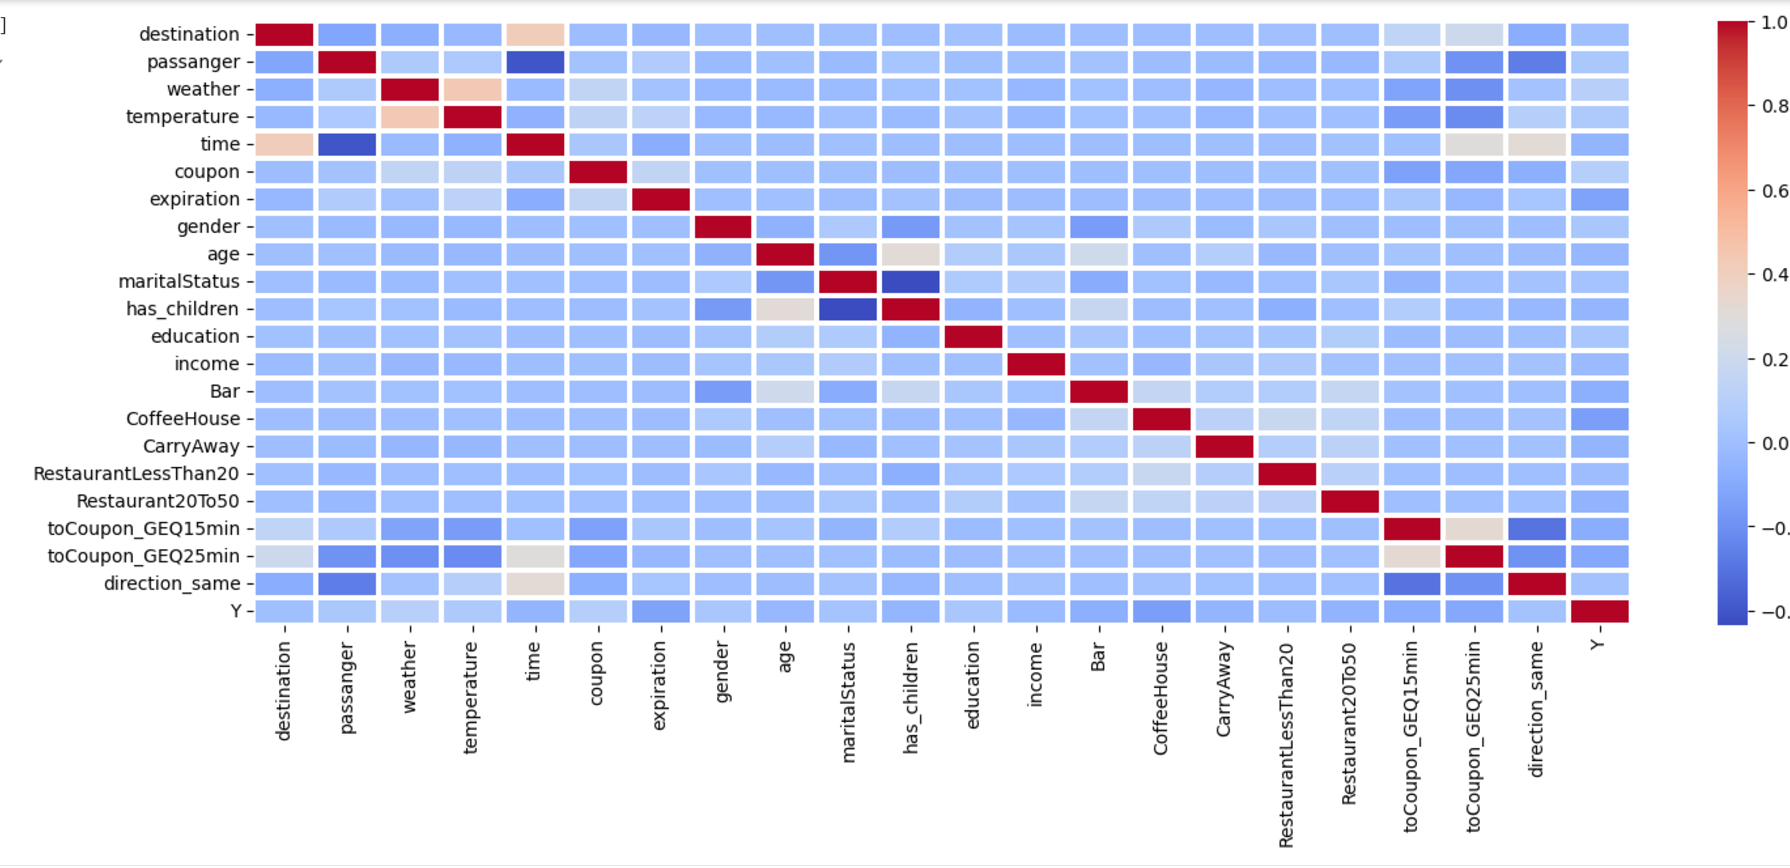 ]
destination
passanger
weather
temperature
time
coupon
expiration
gender
age
maritalStatus
has_children
education
income
Bar
CoffeeHouse
CarryAway
RestaurantLessThan20
Restaurant20To50
toCoupon_GEQ15min
toCoupon_GEQ25min
direction_same
Y
destination
passanger
weather
temperature
time
coupon
expiration
gender
age
maritalStatus
has_children
education
income
Bar
CoffeeHouse
CarryAway
RestaurantLessThan20
Restaurant20To50
toCoupon_GEQ15min
toCoupon_GEQ25min
direction_same
Y
1.0
0.8
0.6
0.4
0.2
0.0
−0.
−0.